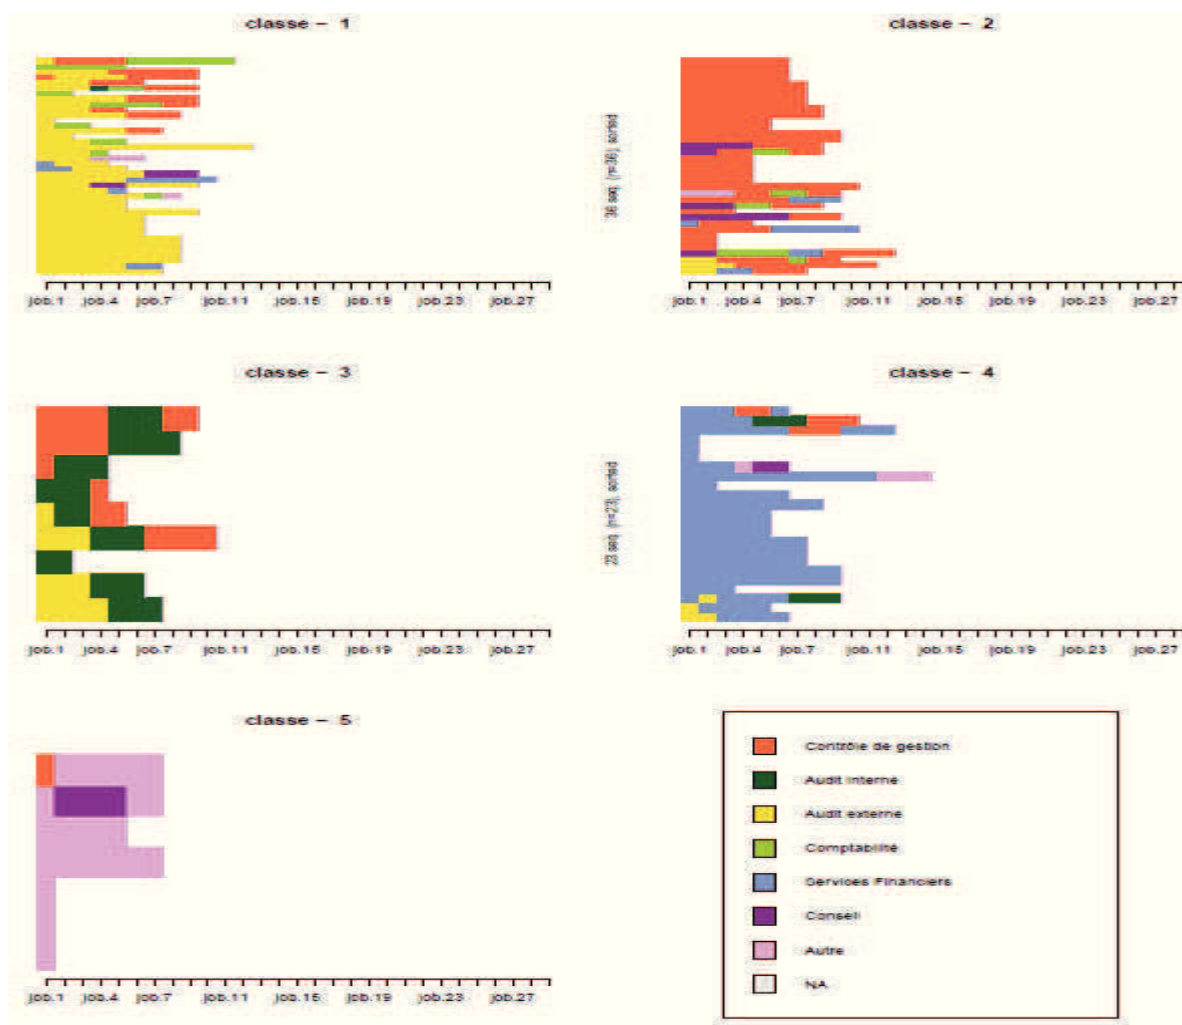 classe - 1
job.1 job.4 job.7 job.11 job.15 job.19 job.23 job.27
classe - 2
36 seq. (n=36), sorted
job.1 job.4 job.7 job.11 job.15 job.19 job.23 job.27
classe - 3
job.1 job.4 job.7 job.11 job.15 job.19 job.23 job.27
classe - 4
23 seq. (n=23), sorted
job.1 job.4 job.7 job.11 job.15 job.19 job.23 job.27
classe - 5
job.1 job.4 job.7 job.11 job.15 job.19 job.23 job.27
Contrôle de gestion
Audit interne
Audit externe
Comptabilité
Services Financiers
Conseil
Autre
NA